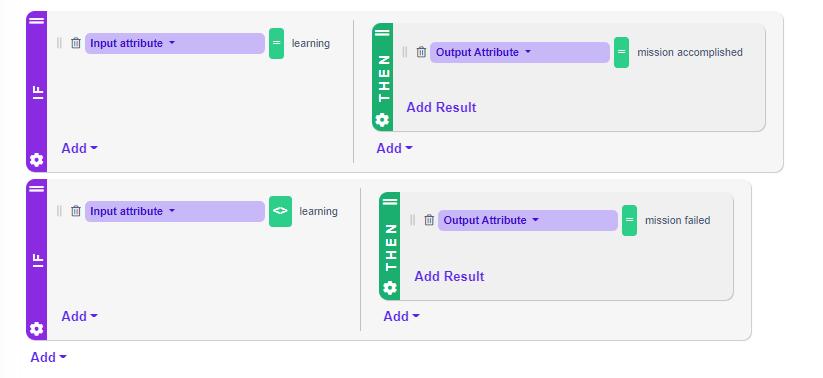 IF
Input attribute = learning
THEN
Output Attribute = mission accomplished
Add Result
Add
Add
IF
Input attribute <> learning
THEN
Output Attribute = mission failed
Add Result
Add
Add
Add